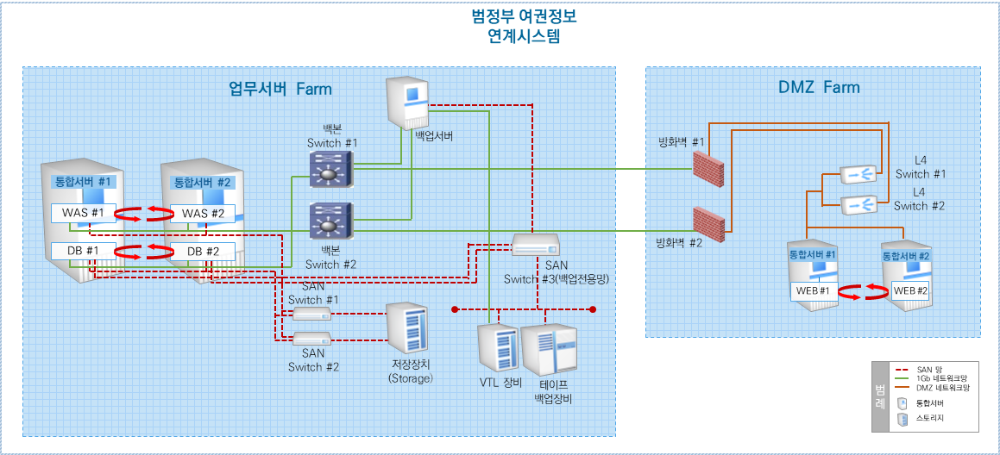 범정부 여권정보
연계시스템
업무서버 Farm
백업서버
백본
Switch #1
통합서버 #1
통합서버 #2
WAS #1
WAS #2
DB #1
DB #2
백본
Switch #2
SAN
Switch #3(백업전용망)
SAN
Switch #1
SAN
Switch #2
저장장치
(Storage)
VTL 장비
테이프
백업장비
DMZ Farm
방화벽 #1
L4
Switch #1
L4
Switch #2
방화벽 #2
통합서버 #1
통합서버 #2
WEB #1
WEB #2
범례
SAN 망
1Gb 네트워크망
DMZ 네트워크망
통합서버
스토리지